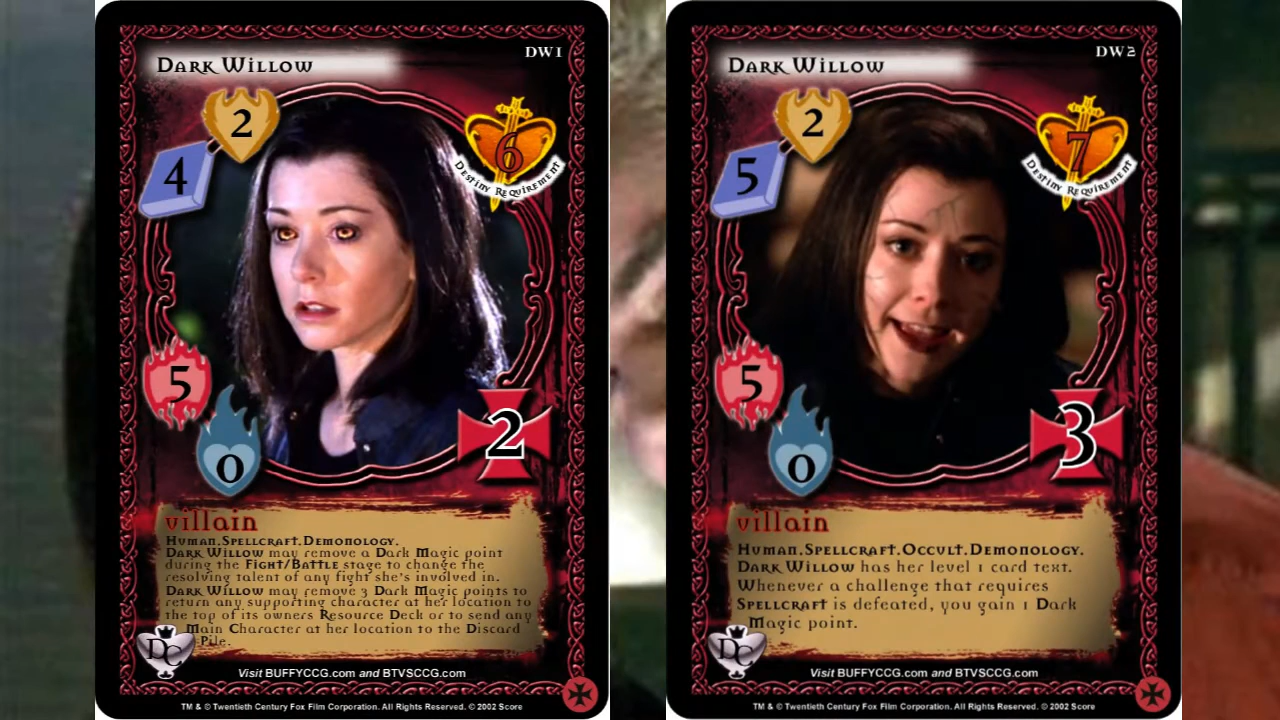 Dark Willow
DW1
2
4
6
Destiny Requirement
5
0
2
villain
Human.Spellcraft.Demonology.
Dark Willow may remove a Dark Magic point
during the Fight/Battle stage to change the
resolving talent of any fight she's involved in.
Dark Willow may remove 3 Dark Magic points to
return any supporting character at her location to
the top of its owners Resource Deck or to send any
Main Character at her location to the Discard
Pile.
DC
Visit BUFFYCCG.com and BTVSCCG.com
TM & © Twentieth Century Fox Film Corporation. All Rights Reserved. © 2002 Score
Dark Willow
DW2
2
5
7
Destiny Requirement
5
0
3
villain
Human.Spellcraft.Occult.Demonology.
Dark Willow has her level 1 card text.
Whenever a challenge that requires
Spellcraft is defeated, you gain 1 Dark
Magic point.
DC
Visit BUFFYCCG.com and BTVSCCG.com
TM & © Twentieth Century Fox Film Corporation. All Rights Reserved. © 2002 Score